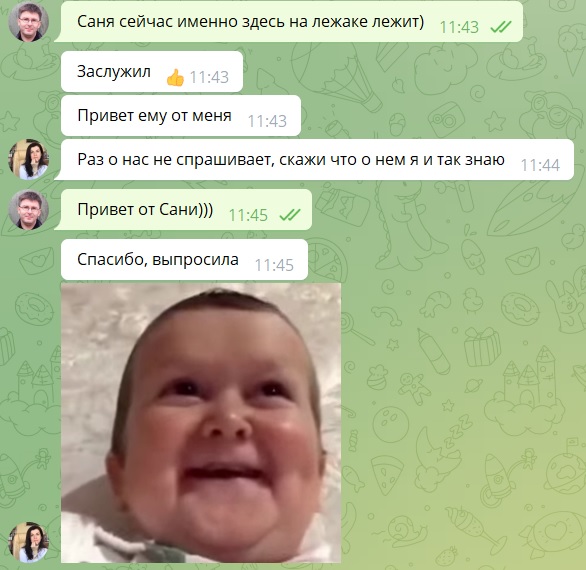 Саня сейчас именно здесь на лежаке лежит) 11:43
Заслужил 👍 11:43
Привет ему от меня 11:43
Раз о нас не спрашивает, скажи что о нем я и так знаю 11:44
Привет от Сани))) 11:45
Спасибо, выпросила 11:45